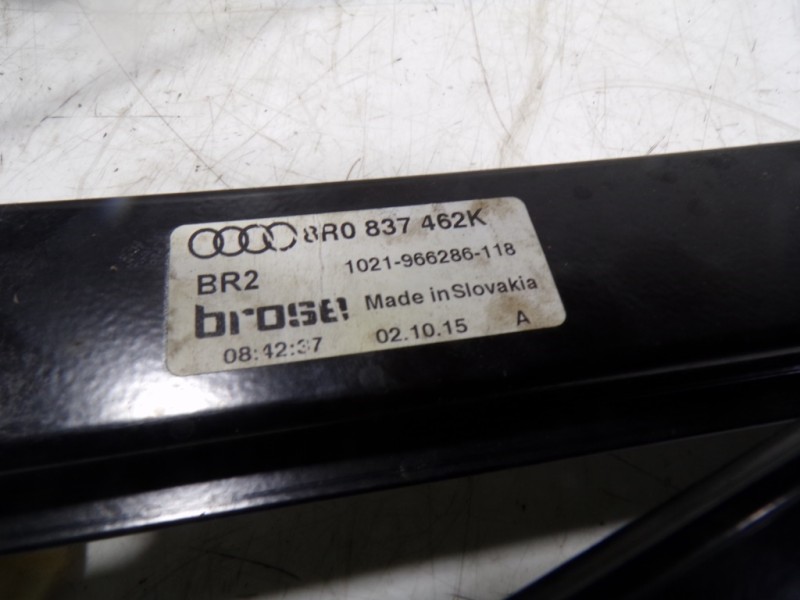 8R0 837 462K
1021-966286-118
BR2
brose
Made in Slovakia
08:42:37 02.10.15 A